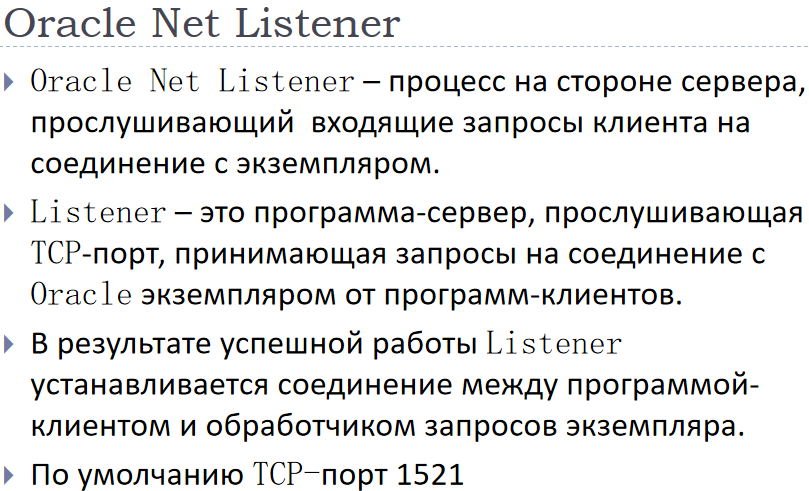 Oracle Net Listener
Oracle Net Listener – процесс на стороне сервера,
прослушивающий входящие запросы клиента на
соединение с экземпляром.
Listener – это программа-сервер, прослушивающая
TCP-порт, принимающая запросы на соединение с
Oracle экземпляром от программ-клиентов.
В результате успешной работы Listener
устанавливается соединение между программой-
клиентом и обработчиком запросов экземпляра.
По умолчанию TCP-порт 1521